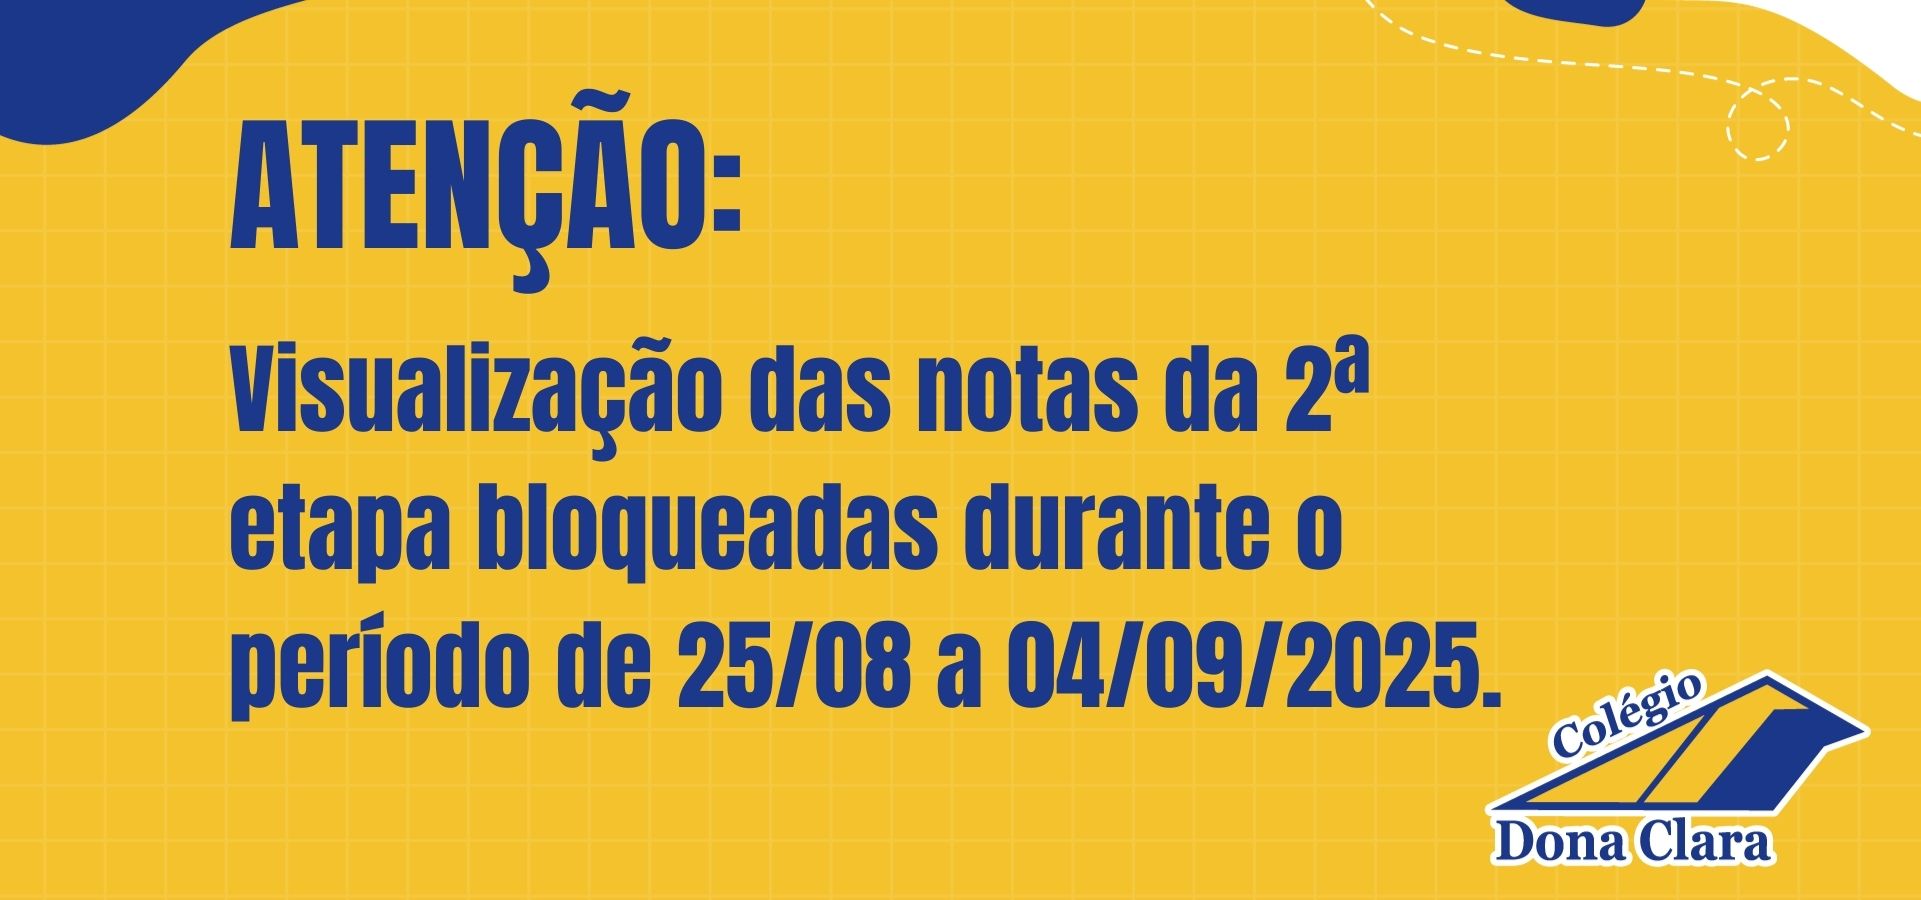 ATENÇÃO:
Visualização das notas da 2ª
etapa bloqueadas durante o
período de 25/08 a 04/09/2025.
Colégio
Dona Clara